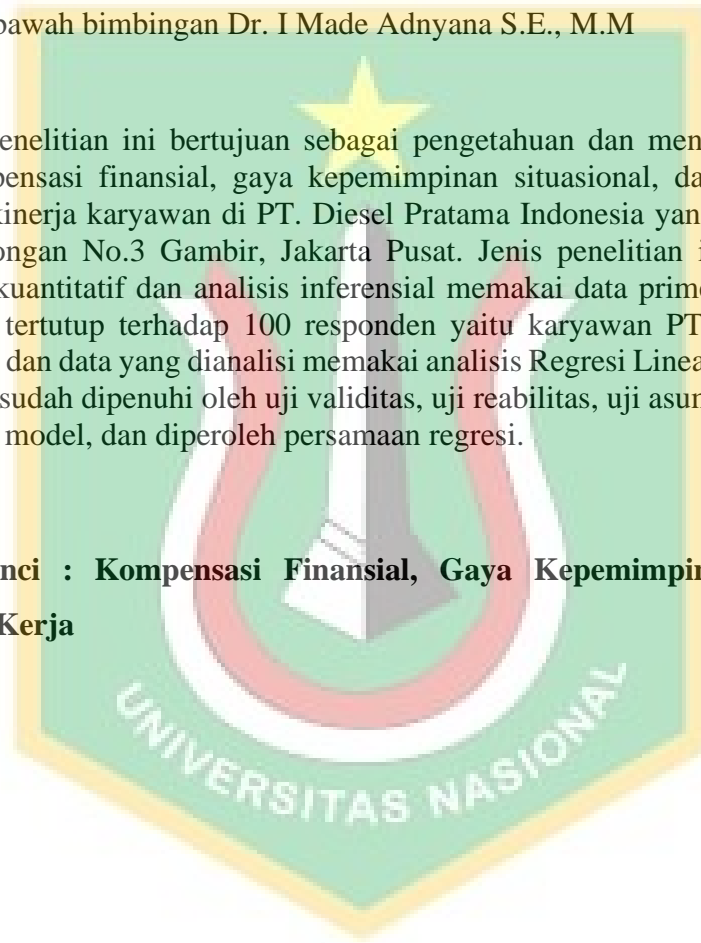 bawah bimbingan Dr. I Made Adnyana S.E., M.M
enelitian ini bertujuan sebagai pengetahuan dan men
pensasi finansial, gaya kepemimpinan situasional, da
kinerja karyawan di PT. Diesel Pratama Indonesia yan
ongan No.3 Gambir, Jakarta Pusat. Jenis penelitian i
kuantitatif dan analisis inferensial memakai data prime
tertutup terhadap 100 responden yaitu karyawan PT.
dan data yang dianalisi memakai analisis Regresi Linea
sudah dipenuhi oleh uji validitas, uji reabilitas, uji asun
model, dan diperoleh persamaan regresi.
nci : Kompensasi Finansial, Gaya Kepemimpin
Kerja
UNIVERSITAS NASIONAL